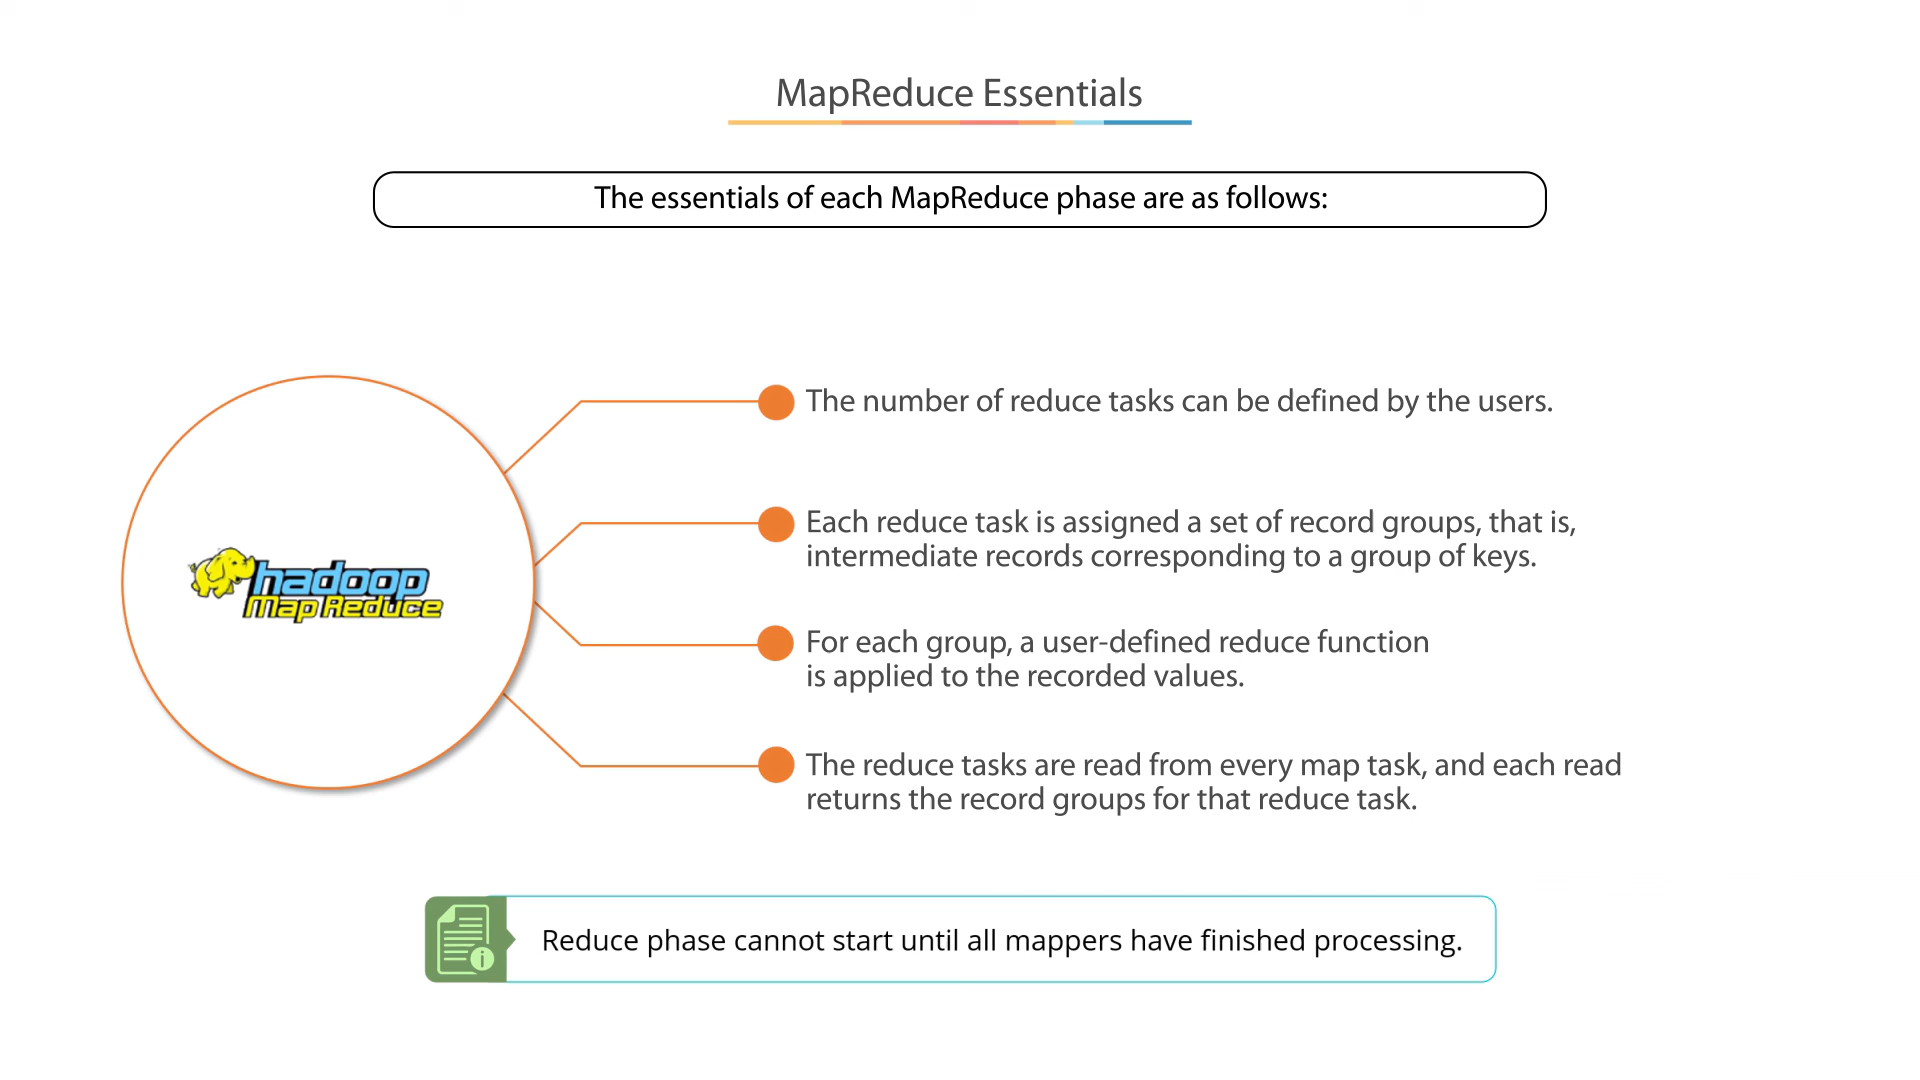 MapReduce Essentials
The essentials of each MapReduce phase are as follows:
The number of reduce tasks can be defined by the users.
Each reduce task is assigned a set of record groups, that is,
intermediate records corresponding to a group of keys.
hadoop
Map Reduce
For each group, a user-defined reduce function
is applied to the recorded values.
The reduce tasks are read from every map task, and each read
returns the record groups for that reduce task.
Reduce phase cannot start until all mappers have finished processing.